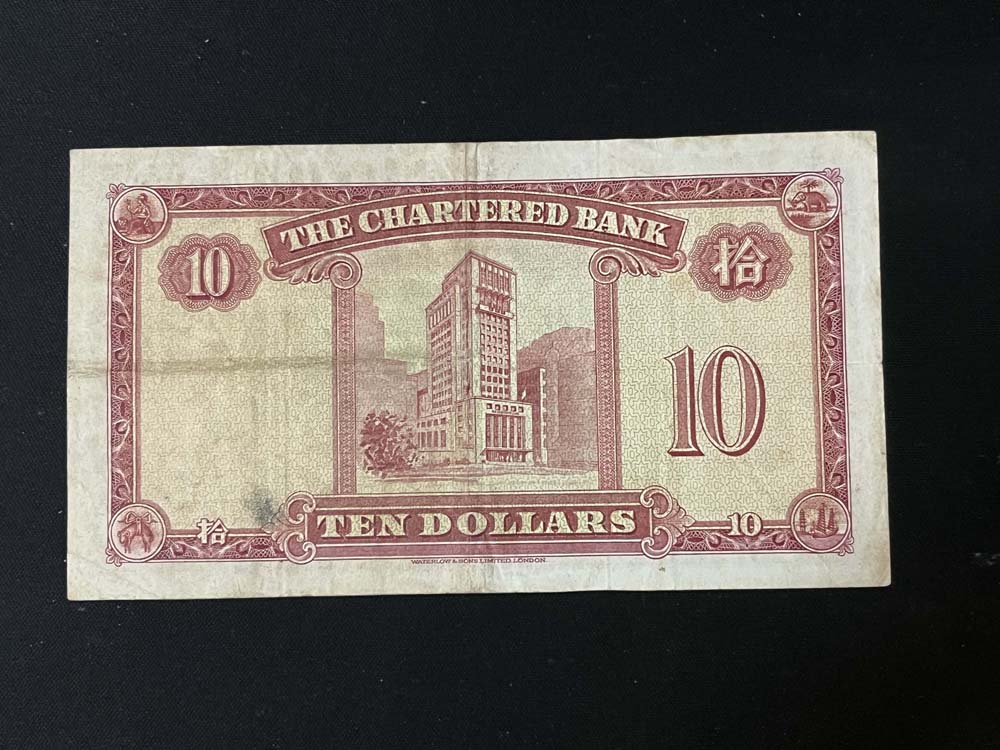 THE CHARTERED BANK
10
拾
10
拾
TEN DOLLARS
10
WATERLOW & SONS LIMITED, LONDON.